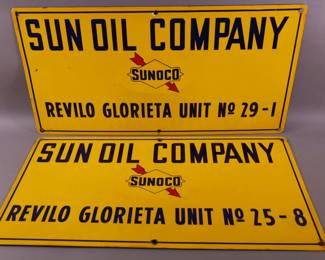 SUN OIL COMPANY
SUNOCO
REVILO GLORIETA UNIT Nº 29-1
SUN OIL COMPANY
SUNOCO
REVILO GLORIETA UNIT Nº 25-8